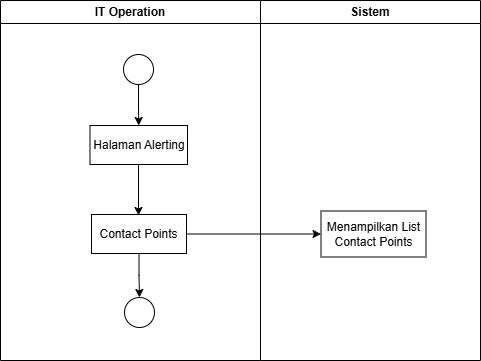 IT Operation
Sistem
Halaman Alerting
Contact Points
Menampilkan List
Contact Points